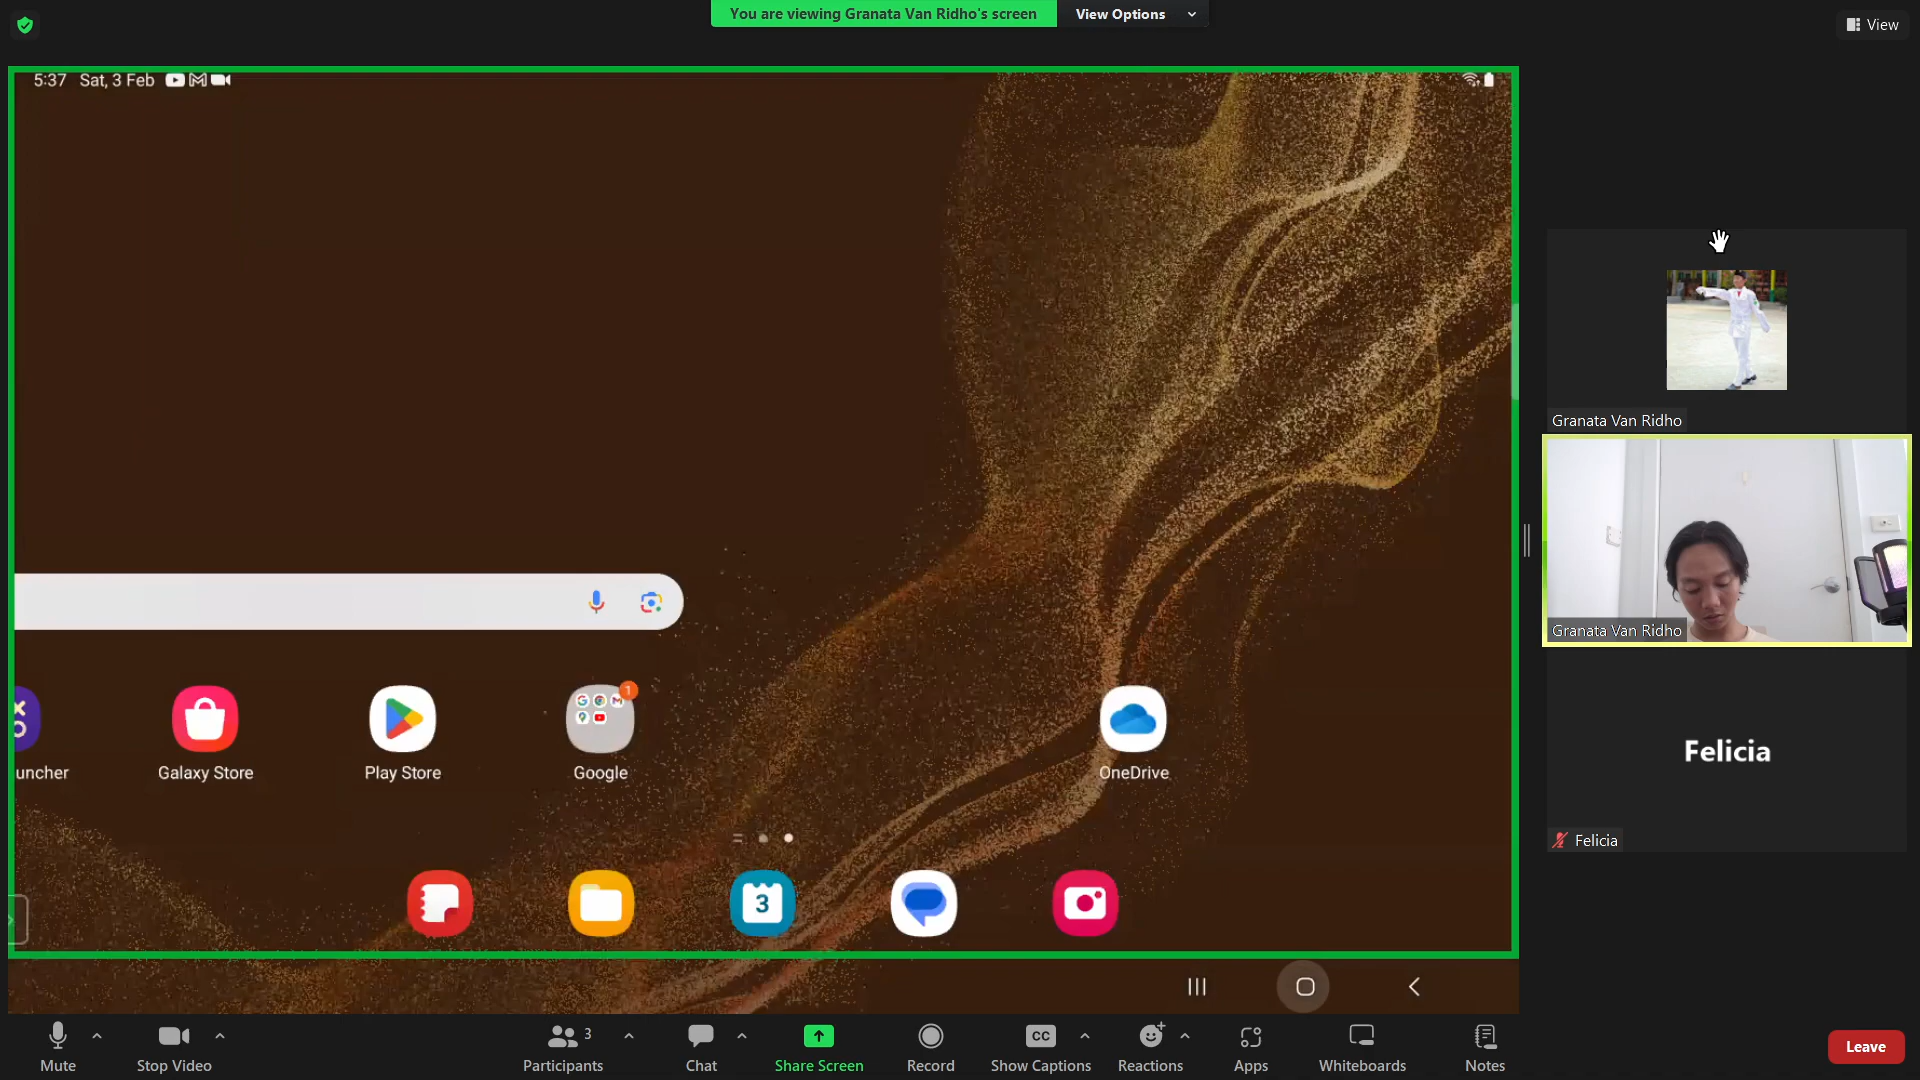 You are viewing Granata Van Ridho's screen
View Options
View
5:37 Sat, 3 Feb
Granata Van Ridho
Granata Van Ridho
1
uncher
Galaxy Store
Play Store
Google
OneDrive
Felicia
Felicia
3
Mute
Stop Video
Participants
3
Chat
Share Screen
Record
CC
Show Captions
Reactions
Apps
Whiteboards
Notes
Leave